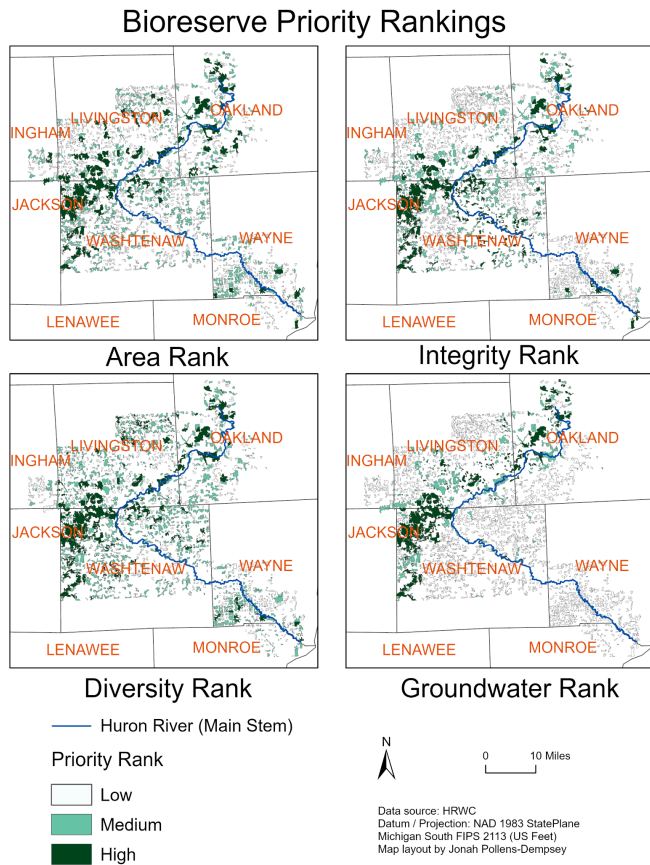 Bioreserve Priority Rankings
OAKLAND
LIVINGSTON
INGHAM
JACKSON
WASHTENAW
WAYNE
LENAWEE
MONROE
Area Rank
OAKLAND
LIVINGSTON
INGHAM
JACKSON
WASHTENAW
WAYNE
LENAWEE
MONROE
Integrity Rank
OAKLAND
LIVINGSTON
INGHAM
JACKSON
WASHTENAW
WAYNE
LENAWEE
MONROE
Diversity Rank
OAKLAND
LIVINGSTON
INGHAM
JACKSON
WASHTENAW
WAYNE
LENAWEE
MONROE
Groundwater Rank
Huron River (Main Stem)
Priority Rank
Low
Medium
High
N
0 10 Miles
Data source: HRWC
Datum / Projection: NAD 1983 StatePlane
Michigan South FIPS 2113 (US Feet)
Map layout by Jonah Pollens-Dempsey